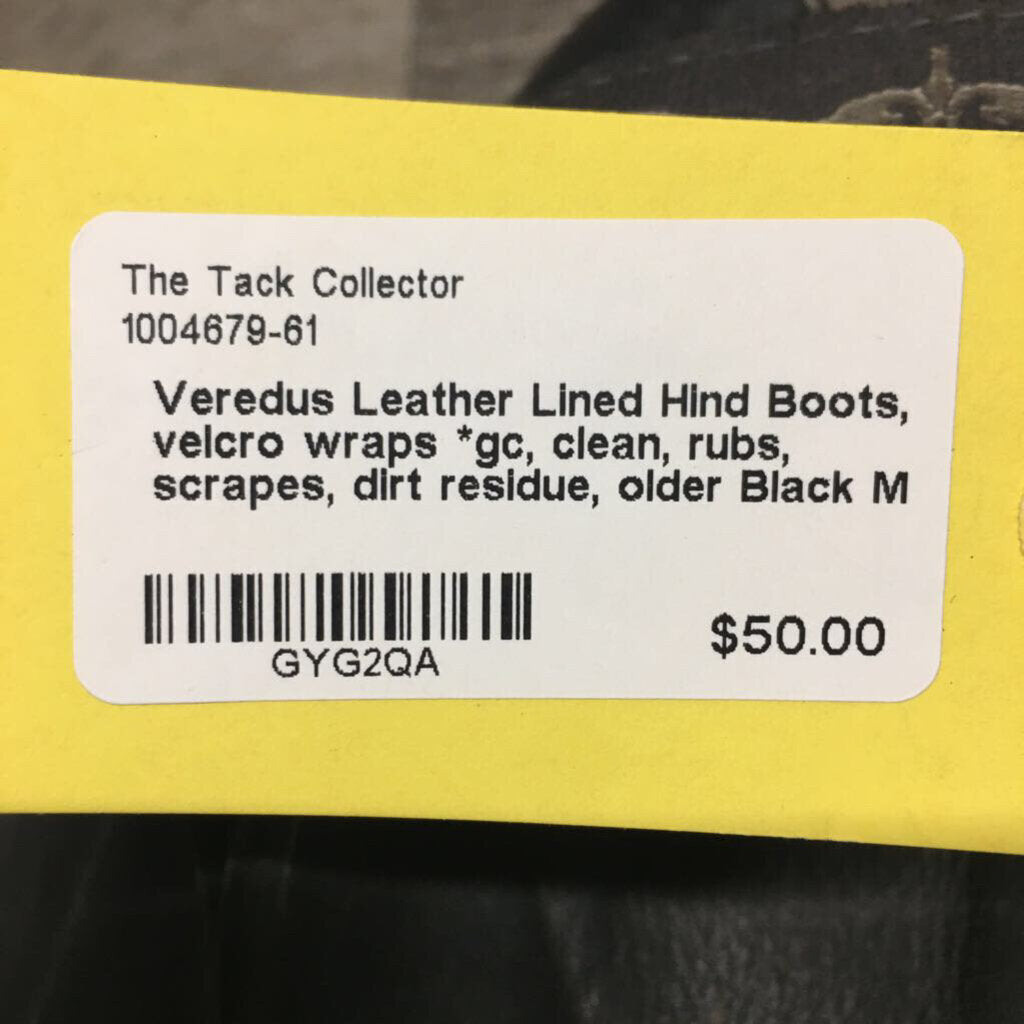 The Tack Collector
1004679-61
Veredus Leather Lined Hind Boots,
velcro wraps *gc, clean, rubs,
scrapes, dirt residue, older Black M
GYG2QA
$50.00